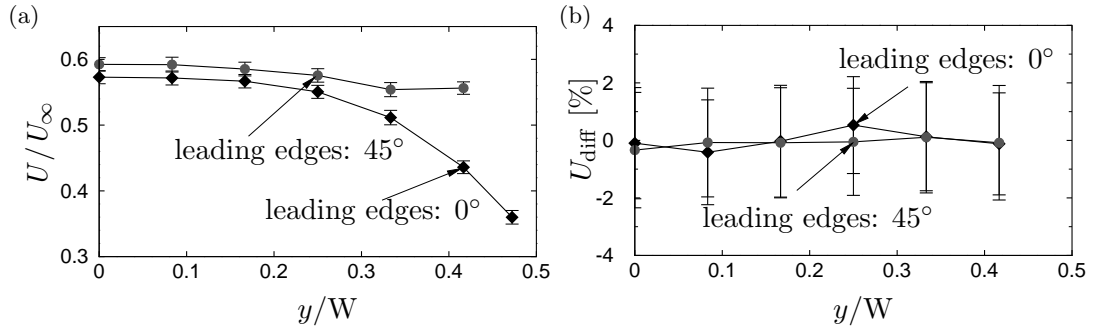 (a)
0.6
0.5
0.4
0.3
U/U∞
leading edges: 45°
leading edges: 0°
0 0.1 0.2 0.3 0.4 0.5
y/W
(b)
4
2
0
-2
-4
U_diff [%]
leading edges: 0°
leading edges: 45°
0 0.1 0.2 0.3 0.4 0.5
y/W